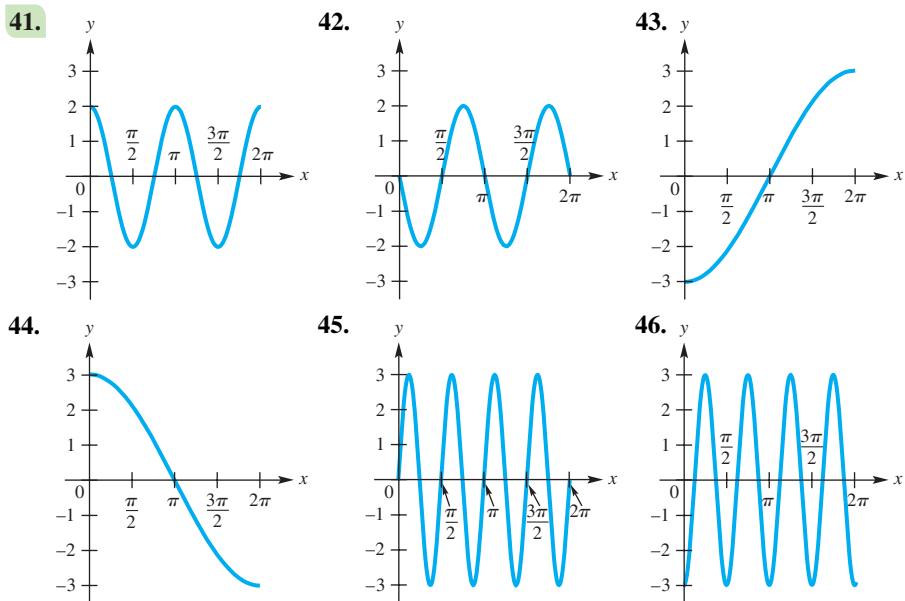 41. 42. 43.
y y y
3 3 3
2 2 2
1 π/2 3π/2 1 π/2 3π/2 1
π 2π
0 x 0 x 0 x
π 2π π/2 π 3π/2 2π
−1 −1 −1
−2 −2 −2
−3 −3 −3
44. 45. 46.
y y y
3 3 3
2 2 2
1 1 1 π/2 3π/2
0 x 0 x 0 x
π/2 π 3π/2 2π π/2 π 3π/2 2π π 2π
−1 −1 −1
−2 −2 −2
−3 −3 −3